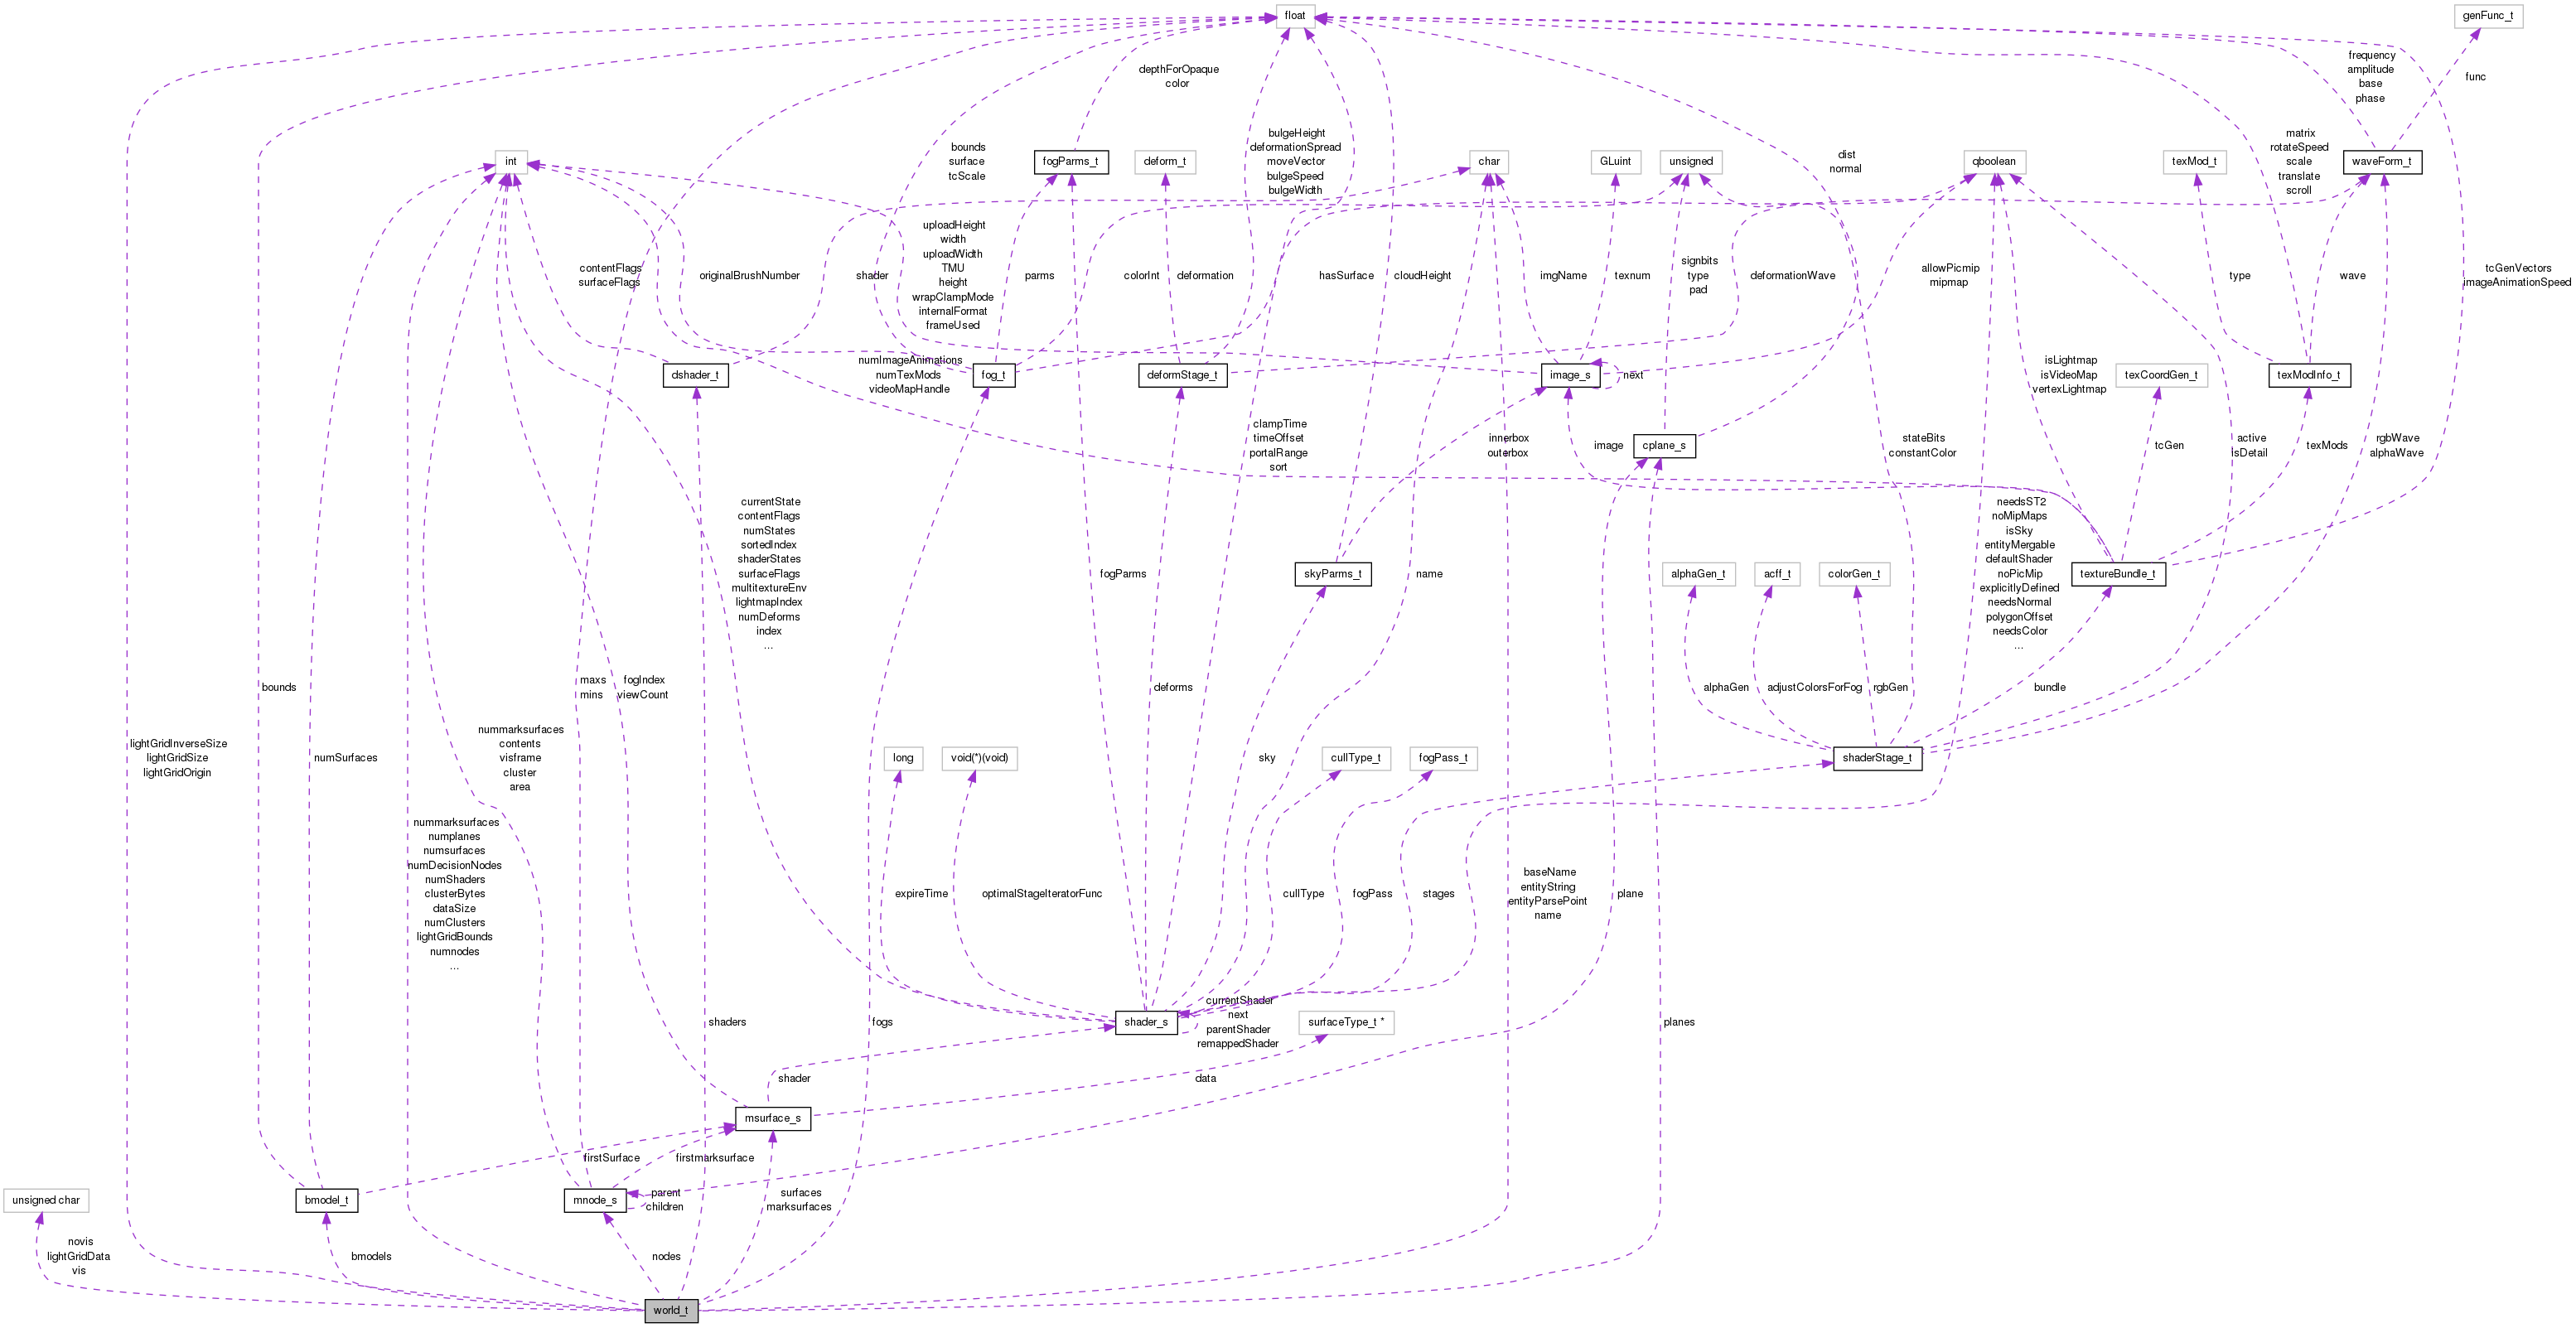 float
genFunc_t
frequency
amplitude
base
phase
func
depthForOpaque
color
int
bounds
surface
tcScale
fogParms_t
deform_t
bulgeHeight
deformationSpread
moveVector
bulgeSpeed
bulgeWidth
char
GLuint
unsigned
dist
normal
qboolean
texMod_t
matrix
rotateSpeed
scale
translate
scroll
waveForm_t
contentFlags
surfaceFlags
originalBrushNumber
shader
uploadHeight
width
uploadWidth
TMU
height
wrapClampMode
internalFormat
frameUsed
parms
colorInt
deformation
hasSurface
cloudHeight
imgName
texnum
signbits
type
pad
deformationWave
allowPicmip
mipmap
type
wave
tcGenVectors
imageAnimationSpeed
dshader_t
numImageAnimations
numTexMods
videoMapHandle
fog_t
deformStage_t
image_s
next
isLightmap
isVideoMap
vertexLightmap
texCoordGen_t
texModInfo_t
clampTime
timeOffset
portalRange
sort
innerbox
outerbox
image
cplane_s
stateBits
constantColor
tcGen
active
isDetail
texMods
rgbWave
alphaWave
currentState
contentFlags
numStates
sortedIndex
shaderStates
surfaceFlags
multitextureEnv
lightmapIndex
numDeforms
index
...
fogParms
skyParms_t
name
alphaGen_t
acff_t
colorGen_t
needsST2
noMipMaps
isSky
entityMergable
defaultShader
noPicMip
explicitlyDefined
needsNormal
polygonOffset
needsColor
...
textureBundle_t
bounds
maxs
mins
fogIndex
viewCount
deforms
alphaGen
adjustColorsForFog
rgbGen
bundle
lightGridInverseSize
lightGridSize
lightGridOrigin
numSurfaces
nummarksurfaces
contents
visframe
cluster
area
long
void(*)(void)
sky
cullType_t
fogPass_t
shaderStage_t
nummarksurfaces
numplanes
numsurfaces
numDecisionNodes
numShaders
clusterBytes
dataSize
numClusters
lightGridBounds
numnodes
...
expireTime
optimalStageIteratorFunc
cullType
fogPass
stages
baseName
entityString
entityParsePoint
name
plane
shaders
fogs
shader_s
currentShader
next
parentShader
remappedShader
surfaceType_t *
planes
shader
data
msurface_s
firstSurface
firstmarksurface
unsigned char
bmodel_t
mnode_s
parent
children
surfaces
marksurfaces
novis
lightGridData
vis
bmodels
nodes
world_t